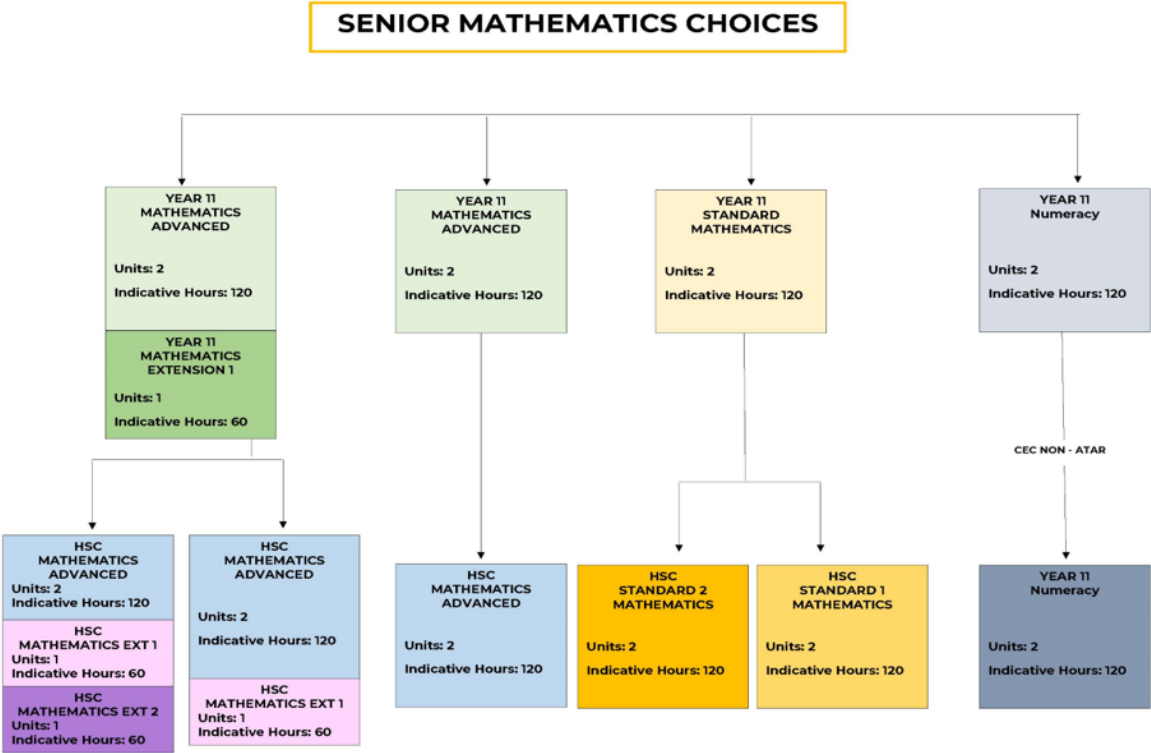 SENIOR MATHEMATICS CHOICES
YEAR 11
MATHEMATICS
ADVANCED
Units: 2
Indicative Hours: 120
YEAR 11
MATHEMATICS
EXTENSION 1
Units: 1
Indicative Hours: 60
YEAR 11
MATHEMATICS
ADVANCED
Units: 2
Indicative Hours: 120
YEAR 11
STANDARD
MATHEMATICS
Units: 2
Indicative Hours: 120
YEAR 11
Numeracy
Units: 2
Indicative Hours: 120
CEC NON - ATAR
HSC
MATHEMATICS
ADVANCED
Units: 2
Indicative Hours: 120
HSC
MATHEMATICS EXT 1
Units: 1
Indicative Hours: 60
HSC
MATHEMATICS EXT 2
Units: 1
Indicative Hours: 60
HSC
MATHEMATICS
ADVANCED
Units: 2
Indicative Hours: 120
HSC
MATHEMATICS EXT 1
Units: 1
Indicative Hours: 60
HSC
MATHEMATICS
ADVANCED
Units: 2
Indicative Hours: 120
HSC
STANDARD 2
MATHEMATICS
Units: 2
Indicative Hours: 120
HSC
STANDARD 1
MATHEMATICS
Units: 2
Indicative Hours: 120
YEAR 11
Numeracy
Units: 2
Indicative Hours: 120